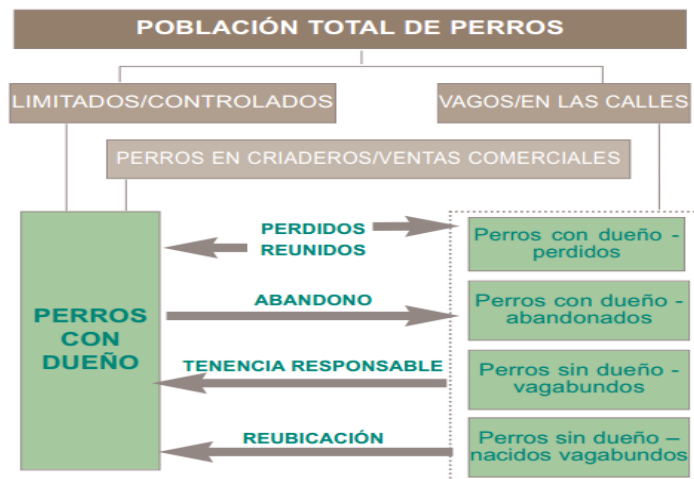 POBLACIÓN TOTAL DE PERROS
LIMITADOS/CONTROLADOS
VAGOS/EN LAS CALLES
PERROS EN CRIADEROS/VENTAS COMERCIALES
PERROS
CON
DUEÑO
PERDIDOS
REUNIDOS
ABANDONO
TENENCIA RESPONSABLE
REUBICACIÓN
Perros con dueño -
perdidos
Perros con dueño -
abandonados
Perros sin dueño -
vagabundos
Perros sin dueño –
nacidos vagabundos